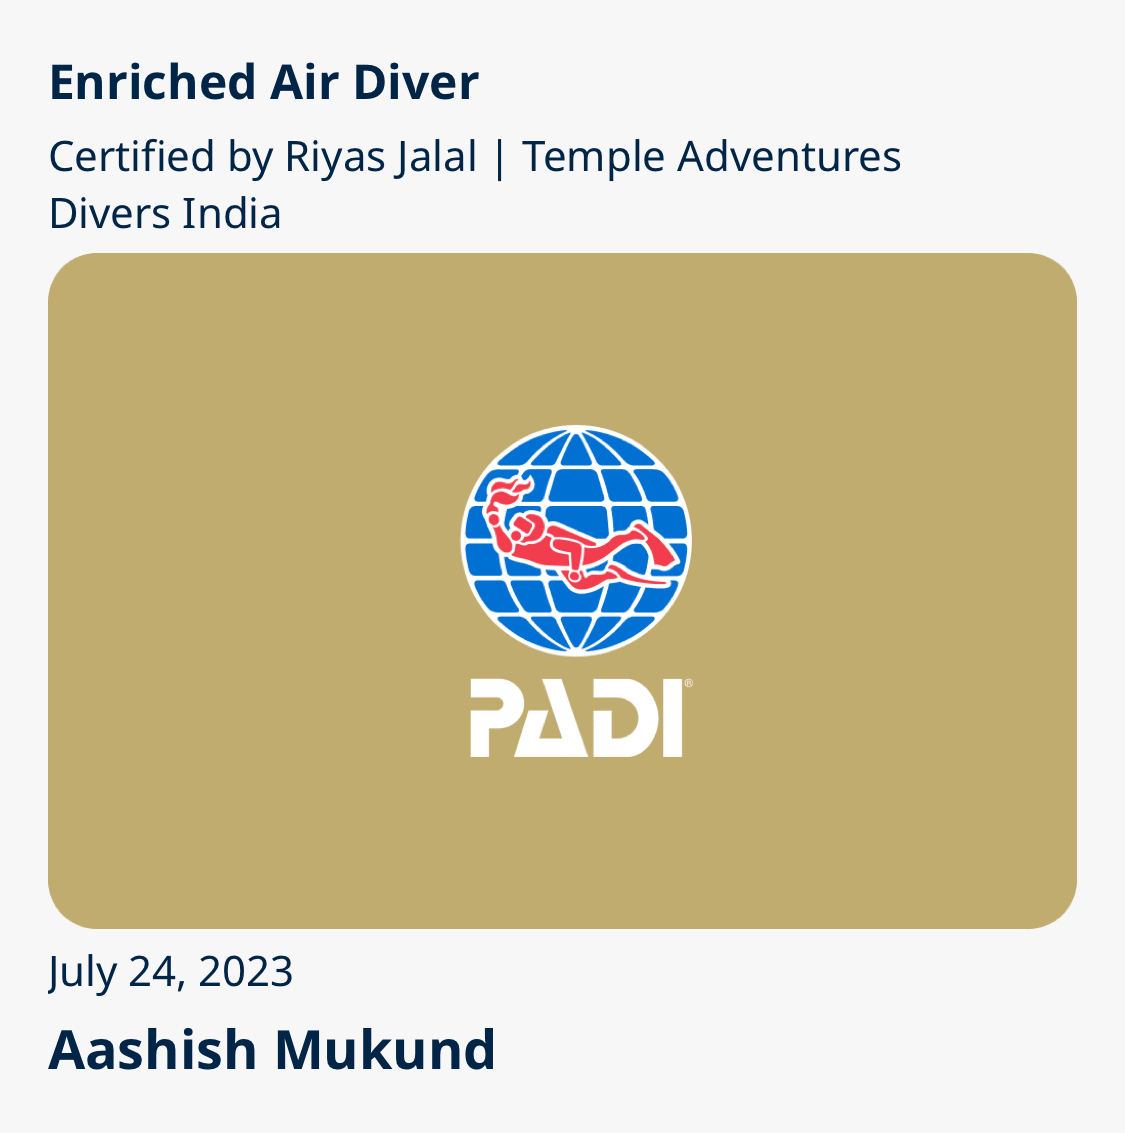 Enriched Air Diver
Certified by Riyas Jalal | Temple Adventures
Divers India
PADI®
July 24, 2023
Aashish Mukund